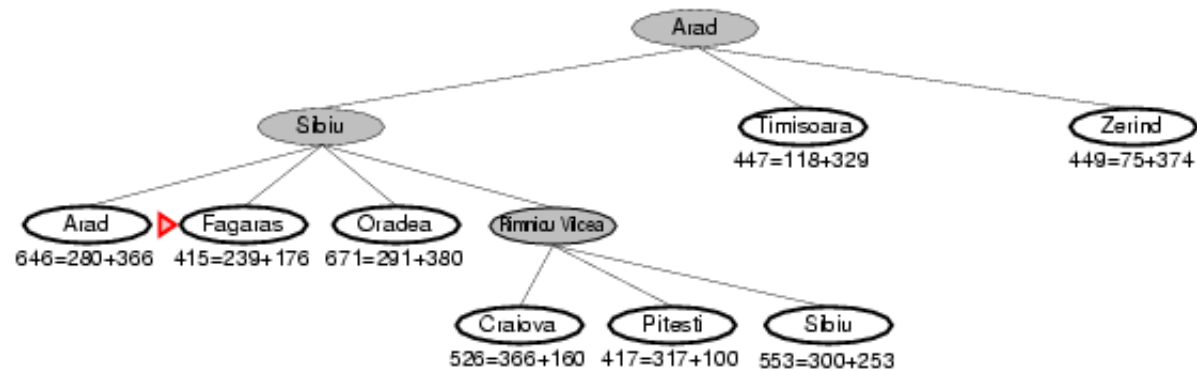 Arad
Sibiu
Timisoara
Zerind
447=118+329
449=75+374
Arad
Fagaras
Oradea
Rimnicu Vilcea
646=280+366
415=239+176
671=291+380
Craiova
Pitesti
Sibiu
526=366+160
417=317+100
553=300+253